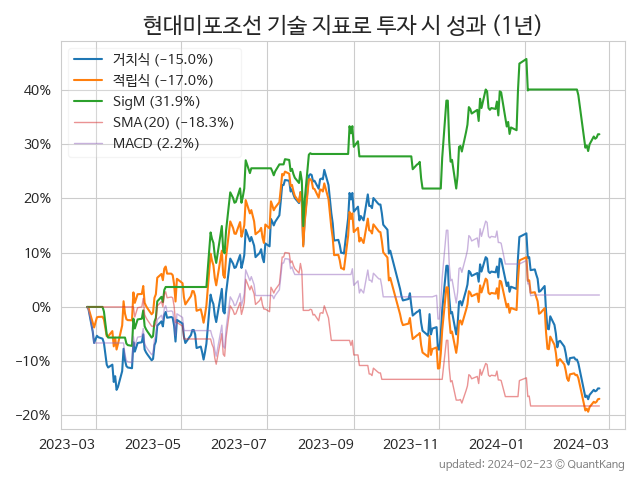 현대미포조선 기술 지표로 투자 시 성과 (1년)
거치식 (−15.0%)
적립식 (−17.0%)
SigM (31.9%)
SMA(20) (−18.3%)
MACD (2.2%)
40%
30%
20%
10%
0%
−10%
−20%
2023−03 2023−05 2023−07 2023−09 2023−11 2024−01 2024−03
updated: 2024−02−23 © QuantKang